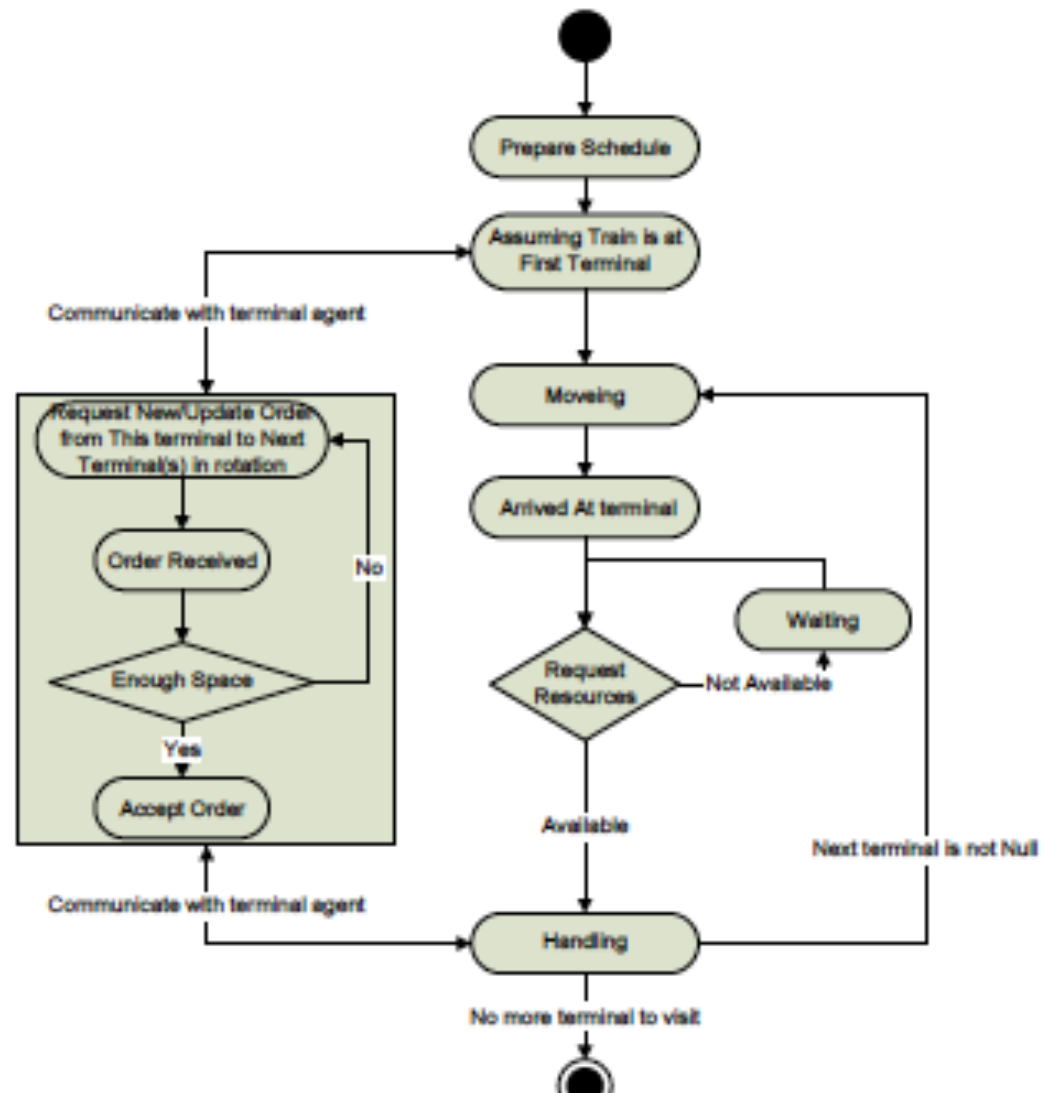 Prepare Schedule
Assuming Train is at
First Terminal
Communicate with terminal agent
Request New/Update Order
from This terminal to Next
Terminal(s) in rotation
Order Received
No
Enough Space
Yes
Accept Order
Communicate with terminal agent
Moveing
Arrived At terminal
Waiting
Request
Resources
Not Available
Available
Next terminal is not Null
Handling
No more terminal to visit